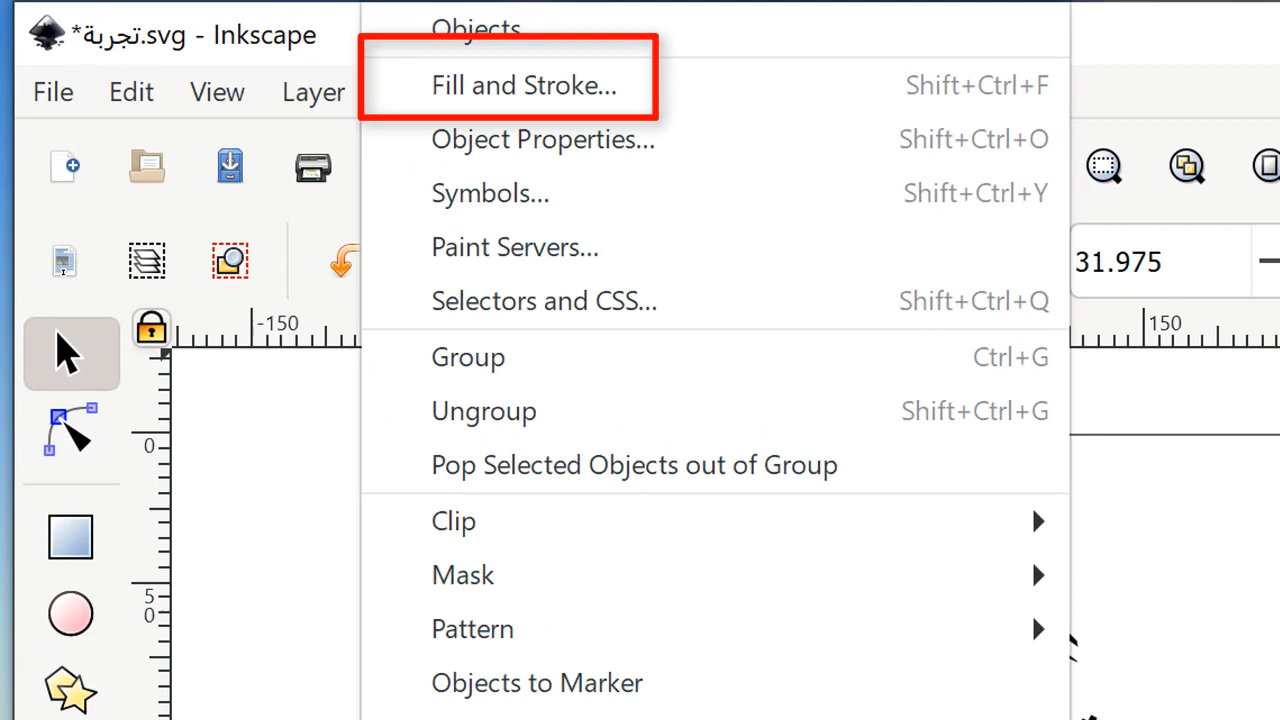 *تجربة.svg - Inkscape
File Edit View Layer
Objects...
Fill and Stroke... Shift+Ctrl+F
Object Properties... Shift+Ctrl+O
Symbols... Shift+Ctrl+Y
Paint Servers...
Selectors and CSS... Shift+Ctrl+Q
Group Ctrl+G
Ungroup Shift+Ctrl+G
Pop Selected Objects out of Group
Clip
Mask
Pattern
Objects to Marker
31.975
-150
150
0
50